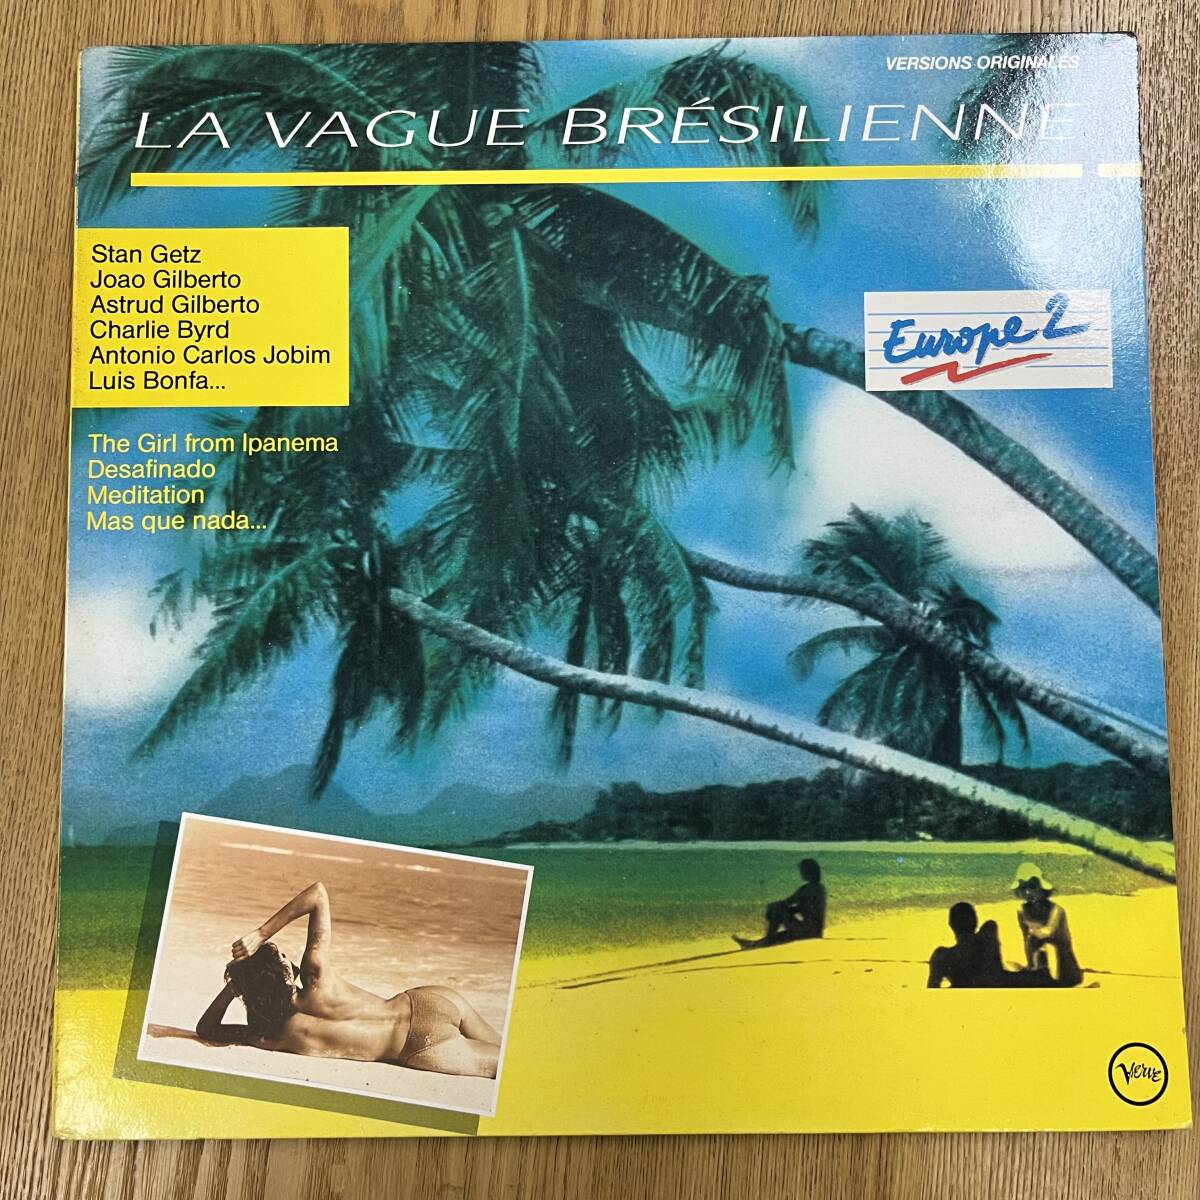 VERSIONS ORIGINALES
LA VAGUE BRÉSILIENNE
Stan Getz
Joao Gilberto
Astrud Gilberto
Charlie Byrd
Antonio Carlos Jobim
Luis Bonfa...
Europe 2
The Girl from Ipanema
Desafinado
Meditation
Mas que nada...
Verve